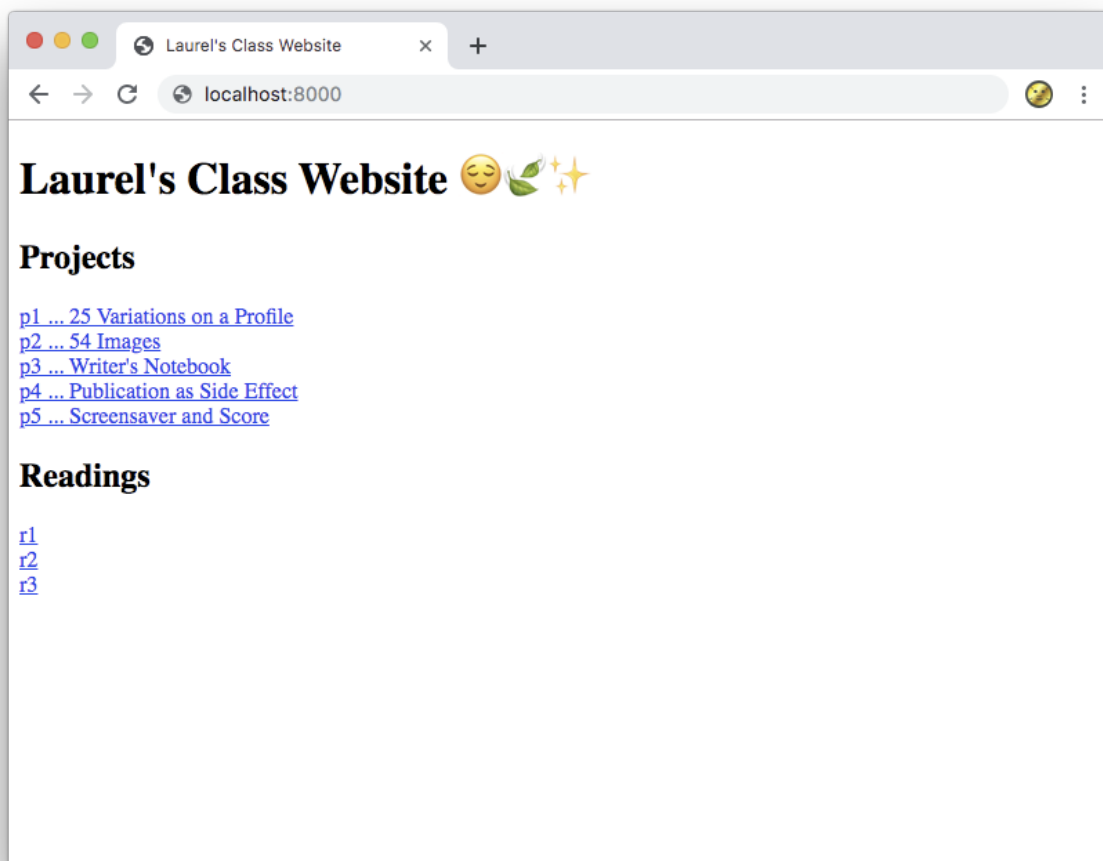 Laurel's Class Website
localhost:8000
Laurel's Class Website 😌🌿✨
Projects
p1 ... 25 Variations on a Profile
p2 ... 54 Images
p3 ... Writer's Notebook
p4 ... Publication as Side Effect
p5 ... Screensaver and Score
Readings
r1
r2
r3